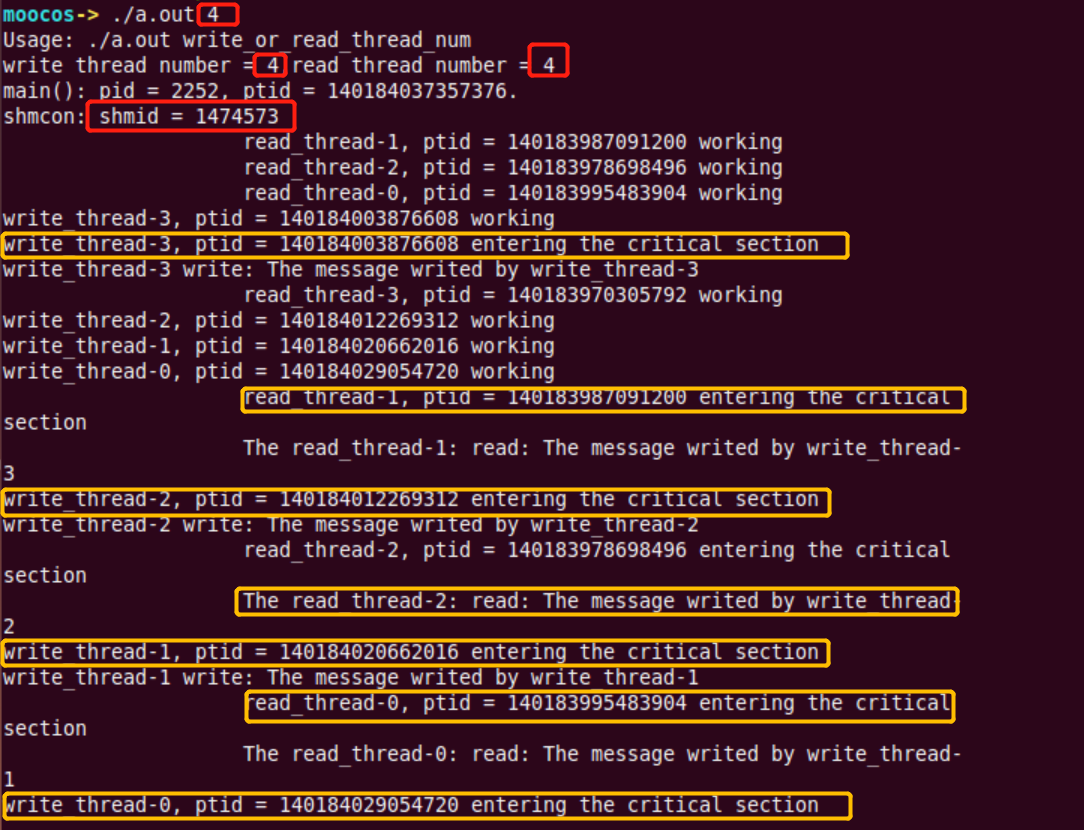 moocos-> ./a.out 4
Usage: ./a.out write_or_read_thread_num
write thread number = 4 read thread number = 4
main(): pid = 2252, ptid = 140184037357376.
shmcon: shmid = 1474573
read_thread-1, ptid = 140183987091200 working
read_thread-2, ptid = 140183978698496 working
read_thread-0, ptid = 140183995483904 working
write_thread-3, ptid = 140184003876608 working
write_thread-3, ptid = 140184003876608 entering the critical section
write_thread-3 write: The message writed by write_thread-3
read_thread-3, ptid = 140183970305792 working
write_thread-2, ptid = 140184012269312 working
write_thread-1, ptid = 140184020662016 working
write_thread-0, ptid = 140184029054720 working
read_thread-1, ptid = 140183987091200 entering the critical
section
The read_thread-1: read: The message writed by write_thread-
3
write_thread-2, ptid = 140184012269312 entering the critical section
write_thread-2 write: The message writed by write_thread-2
read_thread-2, ptid = 140183978698496 entering the critical
section
The read_thread-2: read: The message writed by write_thread-
2
write_thread-1, ptid = 140184020662016 entering the critical section
write_thread-1 write: The message writed by write_thread-1
read_thread-0, ptid = 140183995483904 entering the critical
section
The read_thread-0: read: The message writed by write_thread-
1
write_thread-0, ptid = 140184029054720 entering the critical section